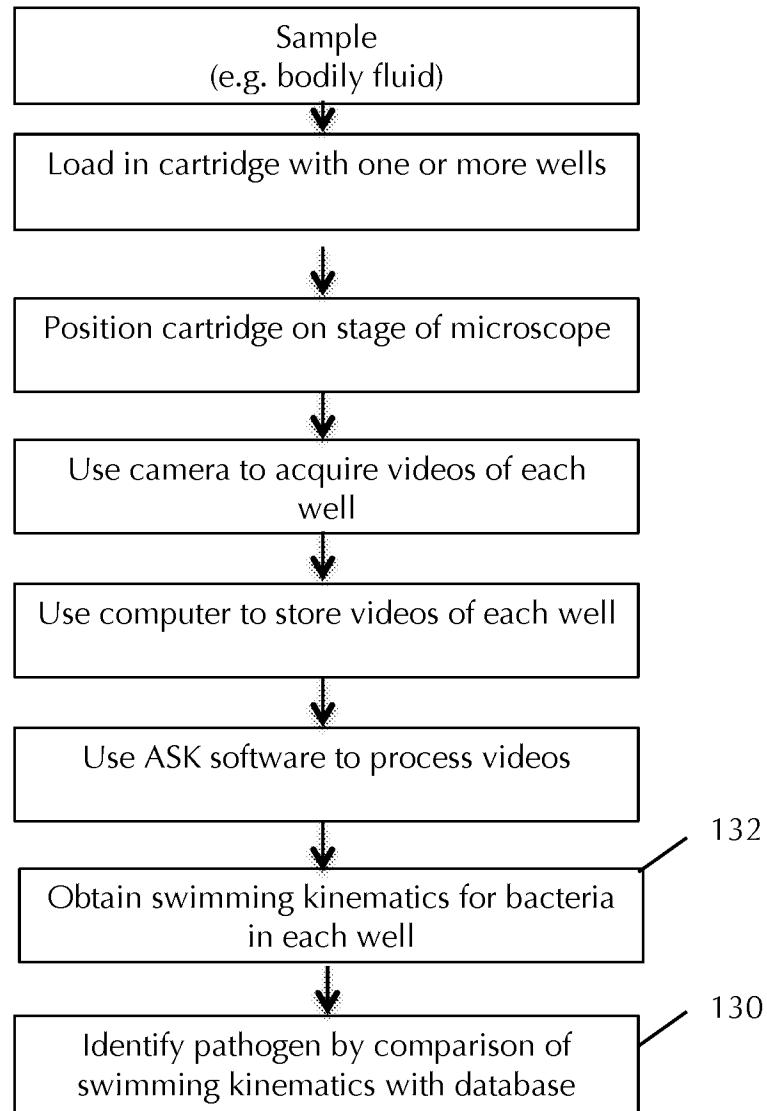 Sample
(e.g. bodily fluid)
Load in cartridge with one or more wells
Position cartridge on stage of microscope
Use camera to acquire videos of each
well
Use computer to store videos of each well
Use ASK software to process videos
132
Obtain swimming kinematics for bacteria
in each well
130
Identify pathogen by comparison of
swimming kinematics with database